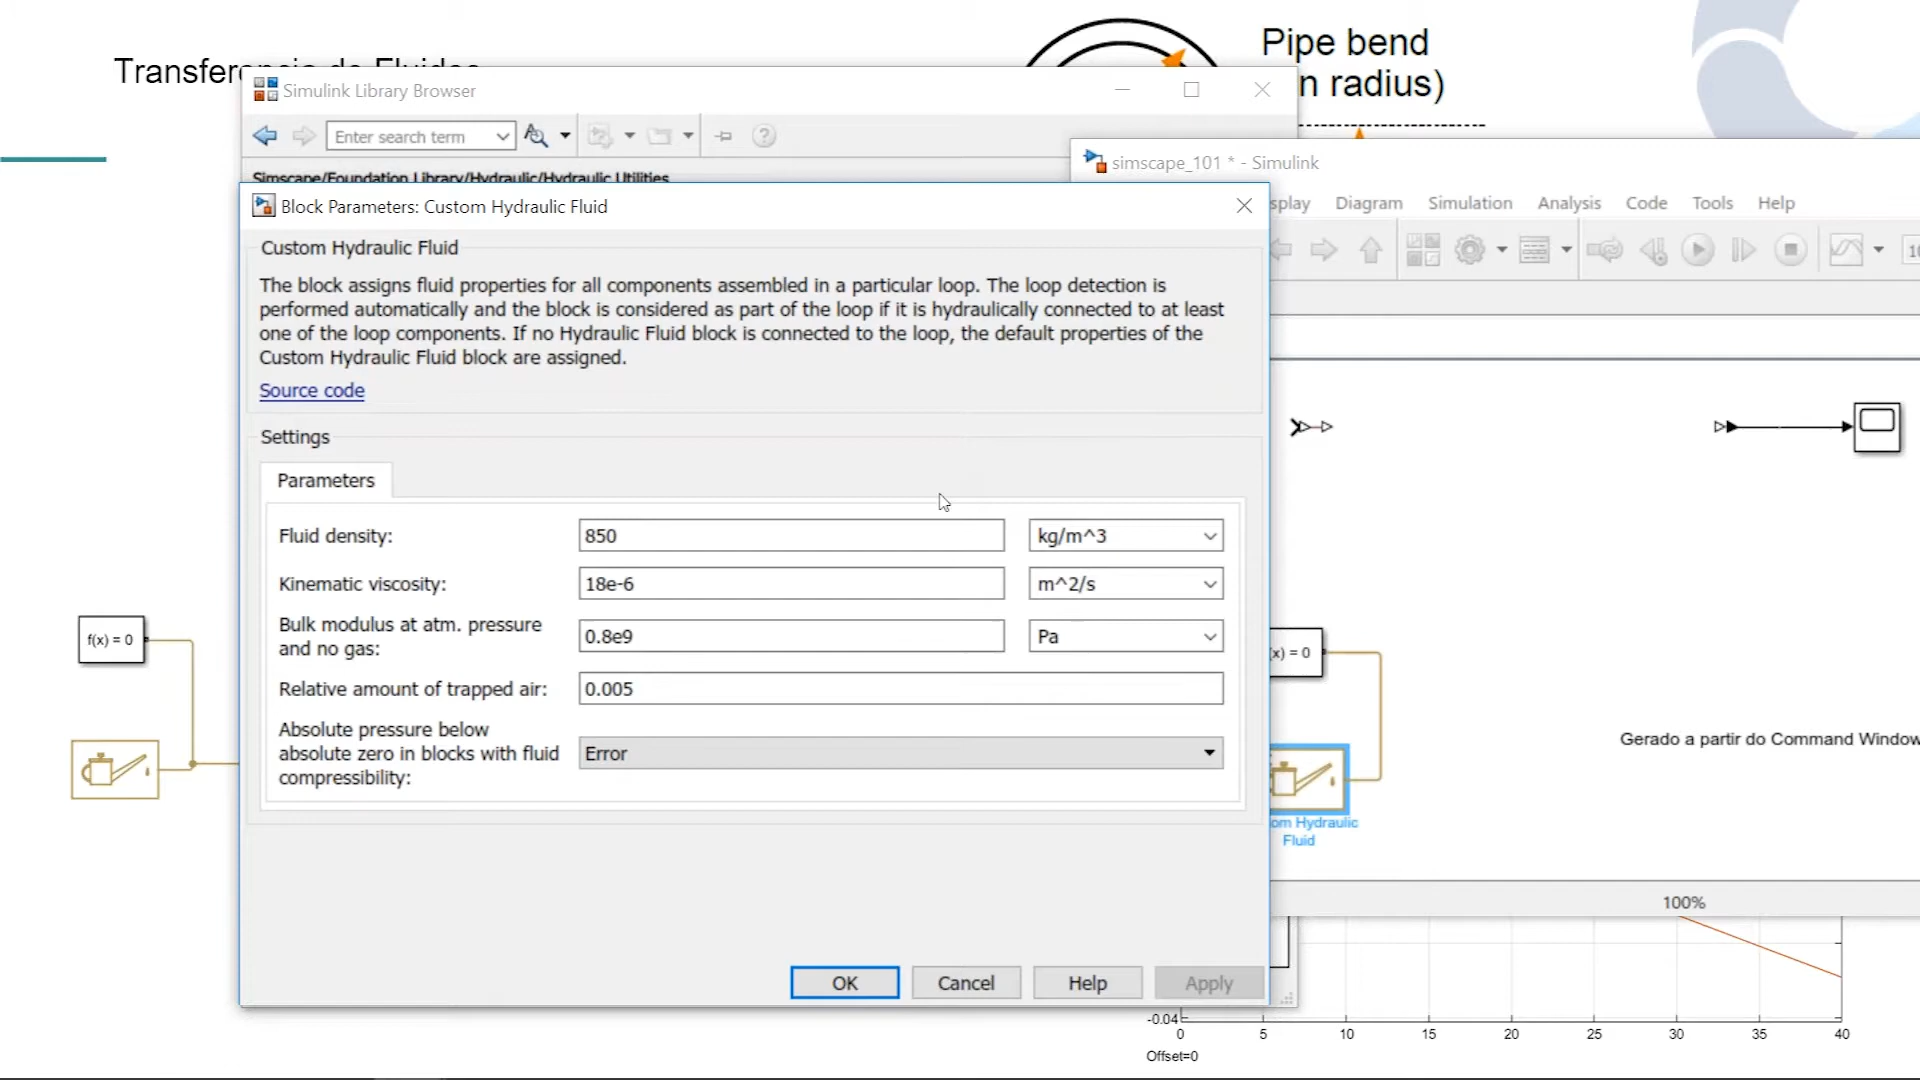 Transferencia de Fluidos
Pipe bend
n radius)
Simulink Library Browser
Enter search term
simscape_101 * - Simulink
Simscape/Foundation Library/Hydraulic/Hydraulic Utilities
Block Parameters: Custom Hydraulic Fluid
splay Diagram Simulation Analysis Code Tools Help
10
Custom Hydraulic Fluid
The block assigns fluid properties for all components assembled in a particular loop. The loop detection is
performed automatically and the block is considered as part of the loop if it is hydraulically connected to at least
one of the loop components. If no Hydraulic Fluid block is connected to the loop, the default properties of the
Custom Hydraulic Fluid block are assigned.
Source code
Settings
Parameters
Fluid density: 850 kg/m^3
Kinematic viscosity: 18e-6 m^2/s
Bulk modulus at atm. pressure
and no gas: 0.8e9 Pa
Relative amount of trapped air: 0.005
Absolute pressure below
absolute zero in blocks with fluid
compressibility: Error
f(x) = 0
(x) = 0
Gerado a partir do Command Window
om Hydraulic
Fluid
100%
OK Cancel Help Apply
-0.04
0 5 10 15 20 25 30 35 40
Offset=0